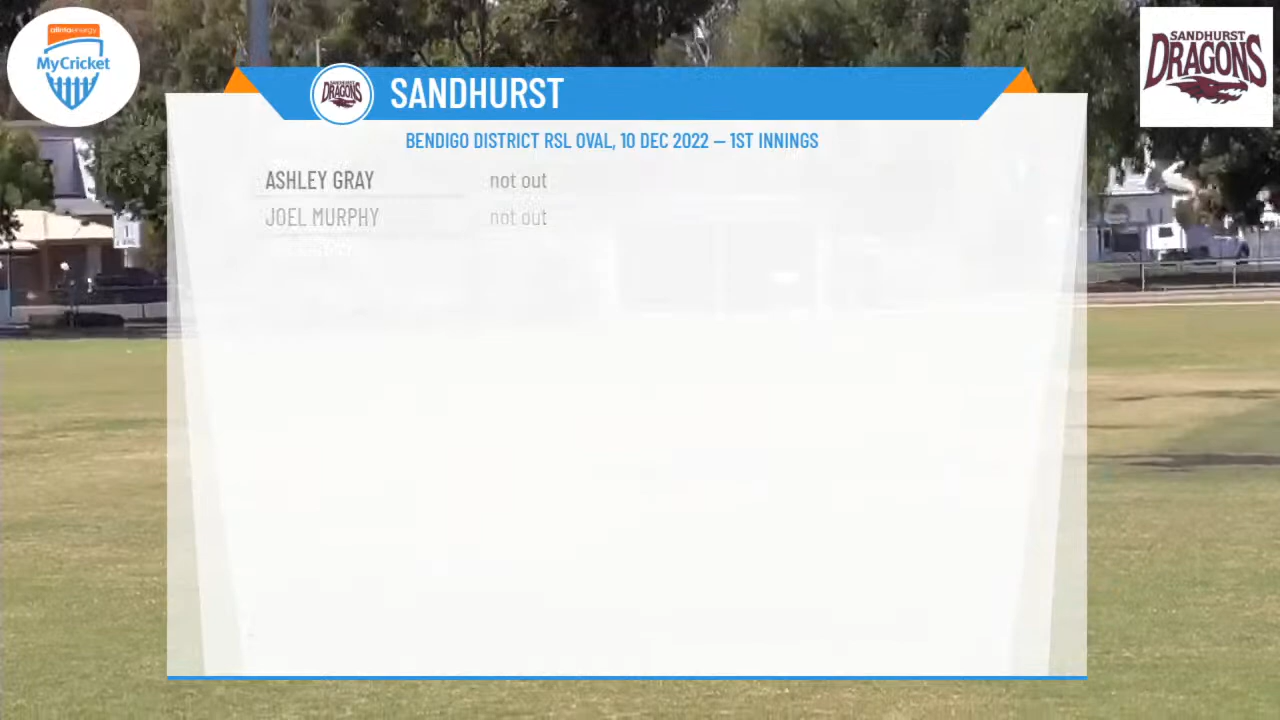 alintaenergy
MyCricket
SANDHURST
DRAGONS
SANDHURST
BENDIGO DISTRICT RSL OVAL, 10 DEC 2022 – 1ST INNINGS
ASHLEY GRAY not out
JOEL MURPHY not out